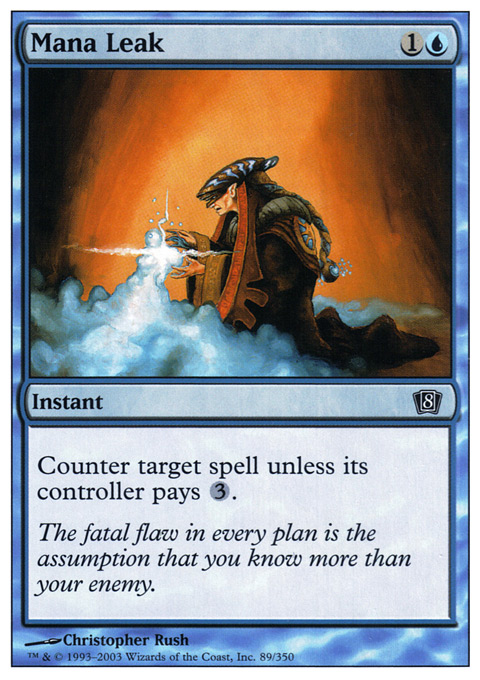 Mana Leak 1
Instant 8
Counter target spell unless its
controller pays 3.
The fatal flaw in every plan is the
assumption that you know more than
your enemy.
Christopher Rush
™ & © 1993–2003 Wizards of the Coast, Inc. 89/350